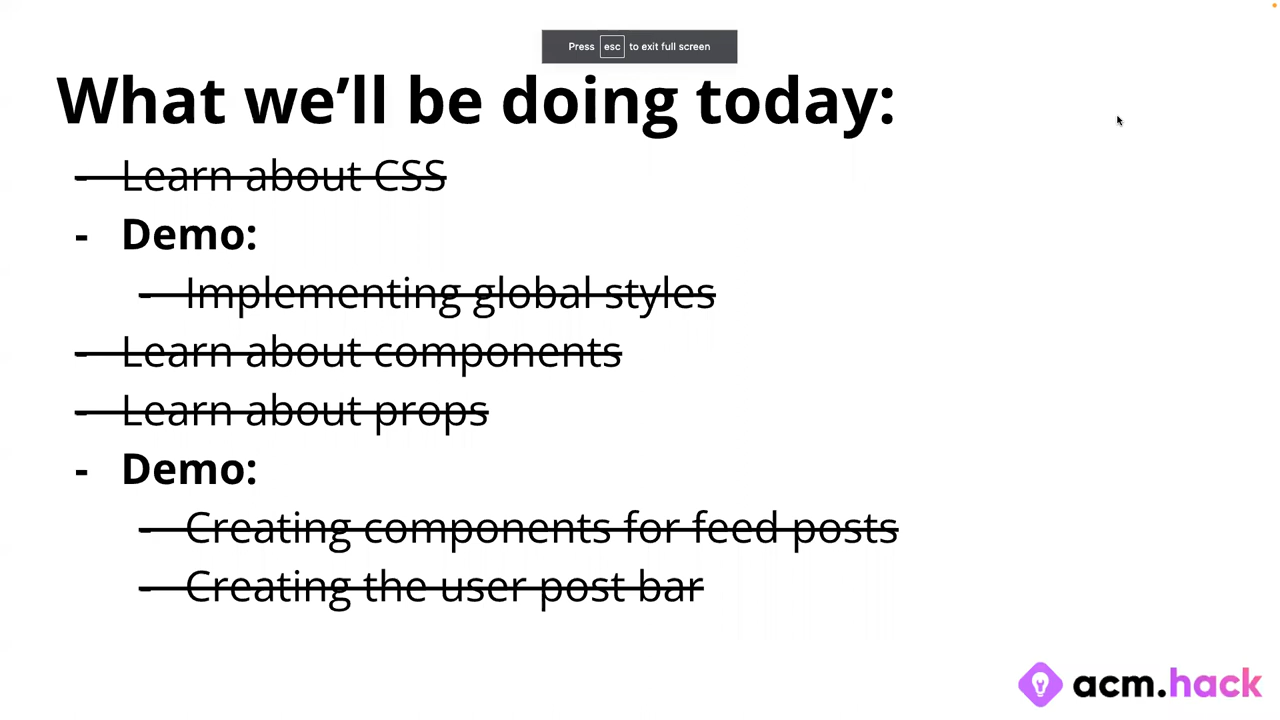 Press esc to exit full screen
What we’ll be doing today:
- Learn about CSS
- Demo:
- Implementing global styles
- Learn about components
- Learn about props
- Demo:
- Creating components for feed posts
- Creating the user post bar
acm.hack